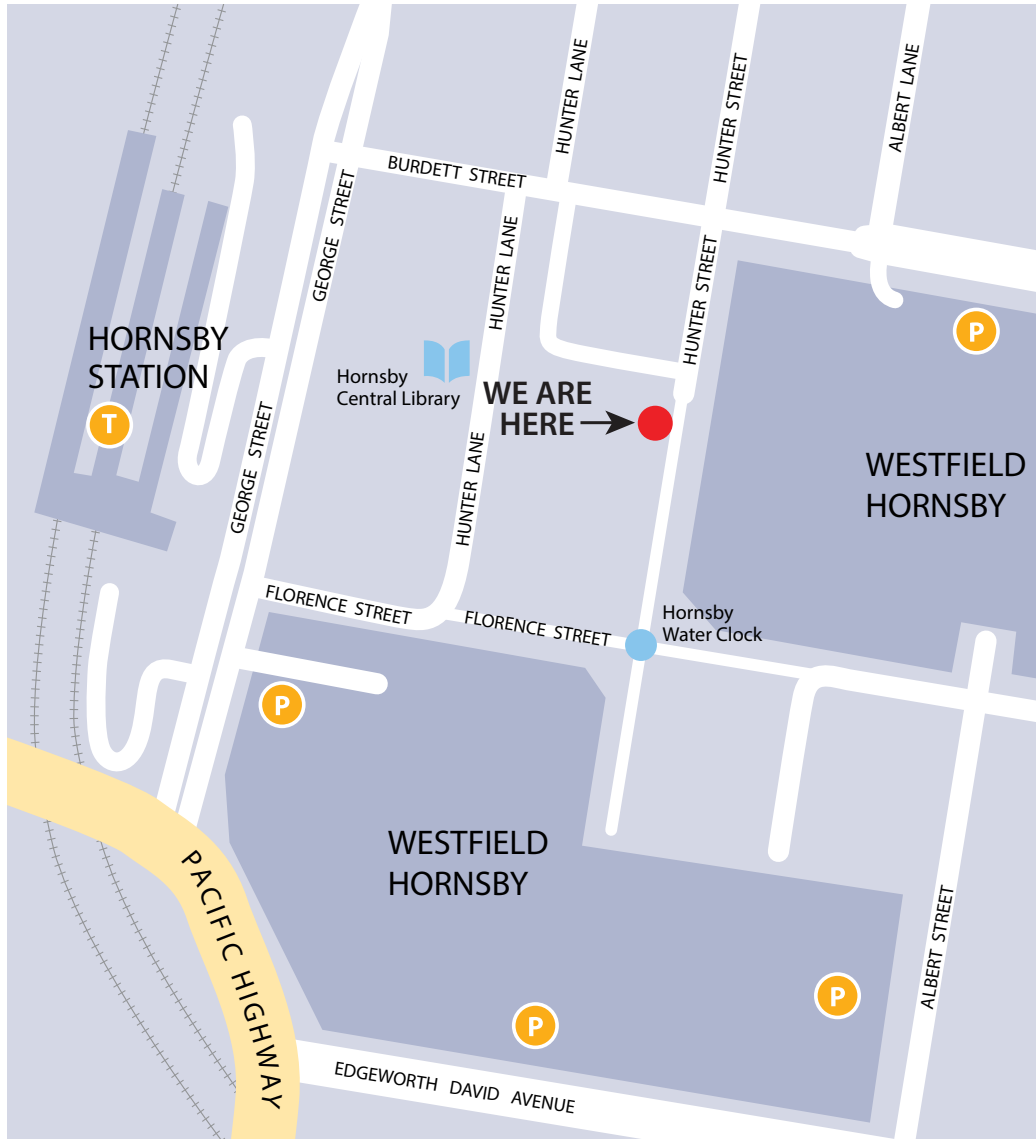 HUNTER LANE
HUNTER STREET
ALBERT LANE
BURDETT STREET
GEORGE STREET
HUNTER LANE
HUNTER STREET
HORNSBY
STATION
T
P
Hornsby
Central Library
WE ARE
HERE
GEORGE STREET
HUNTER LANE
WESTFIELD
HORNSBY
FLORENCE STREET
FLORENCE STREET
Hornsby
Water Clock
P
WESTFIELD
HORNSBY
PACIFIC HIGHWAY
ALBERT STREET
P
P
EDGEWORTH DAVID AVENUE